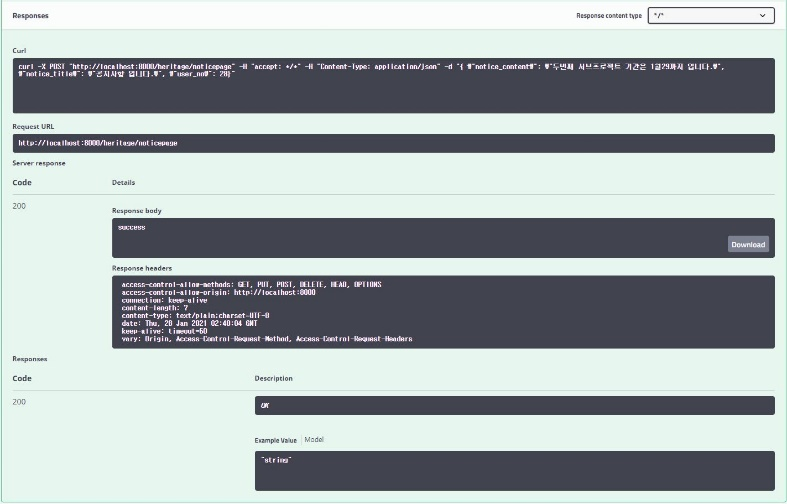 Responses
Response content type
*/*
Curl
curl -X POST "http://localhost:8000/heritage/noticepage" -H "accept: */*" -H "Content-Type: application/json" -d "{ ₩"notice_content₩": ₩"두번째 서브프로젝트 기간은 1월29까지 입니다.₩",
₩"notice_title₩": ₩"공지사항 입니다.₩", ₩"user_no₩": 28}"
Request URL
http://localhost:8000/heritage/noticepage
Server response
Code
Details
200
Response body
success
Download
Response headers
access-control-allow-methods: GET, PUT, POST, DELETE, HEAD, OPTIONS
access-control-allow-origin: http://localhost:8000
connection: keep-alive
content-length: 7
content-type: text/plain;charset=UTF-8
date: Thu, 28 Jan 2021 02:40:04 GMT
keep-alive: timeout=60
vary: Origin, Access-Control-Request-Method, Access-Control-Request-Headers
Responses
Code
Description
200
OK
Example Value
Model
"string"